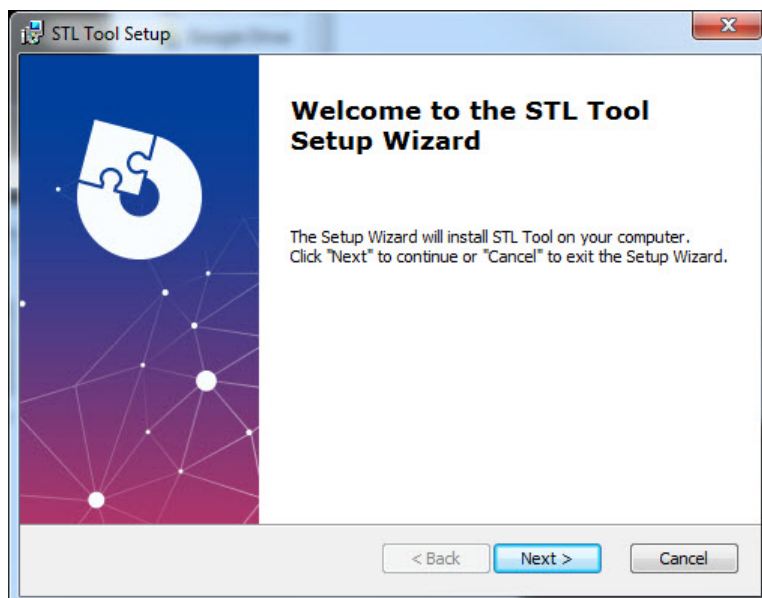 STL Tool Setup
Welcome to the STL Tool
Setup Wizard
The Setup Wizard will install STL Tool on your computer.
Click "Next" to continue or "Cancel" to exit the Setup Wizard.
< Back Next > Cancel